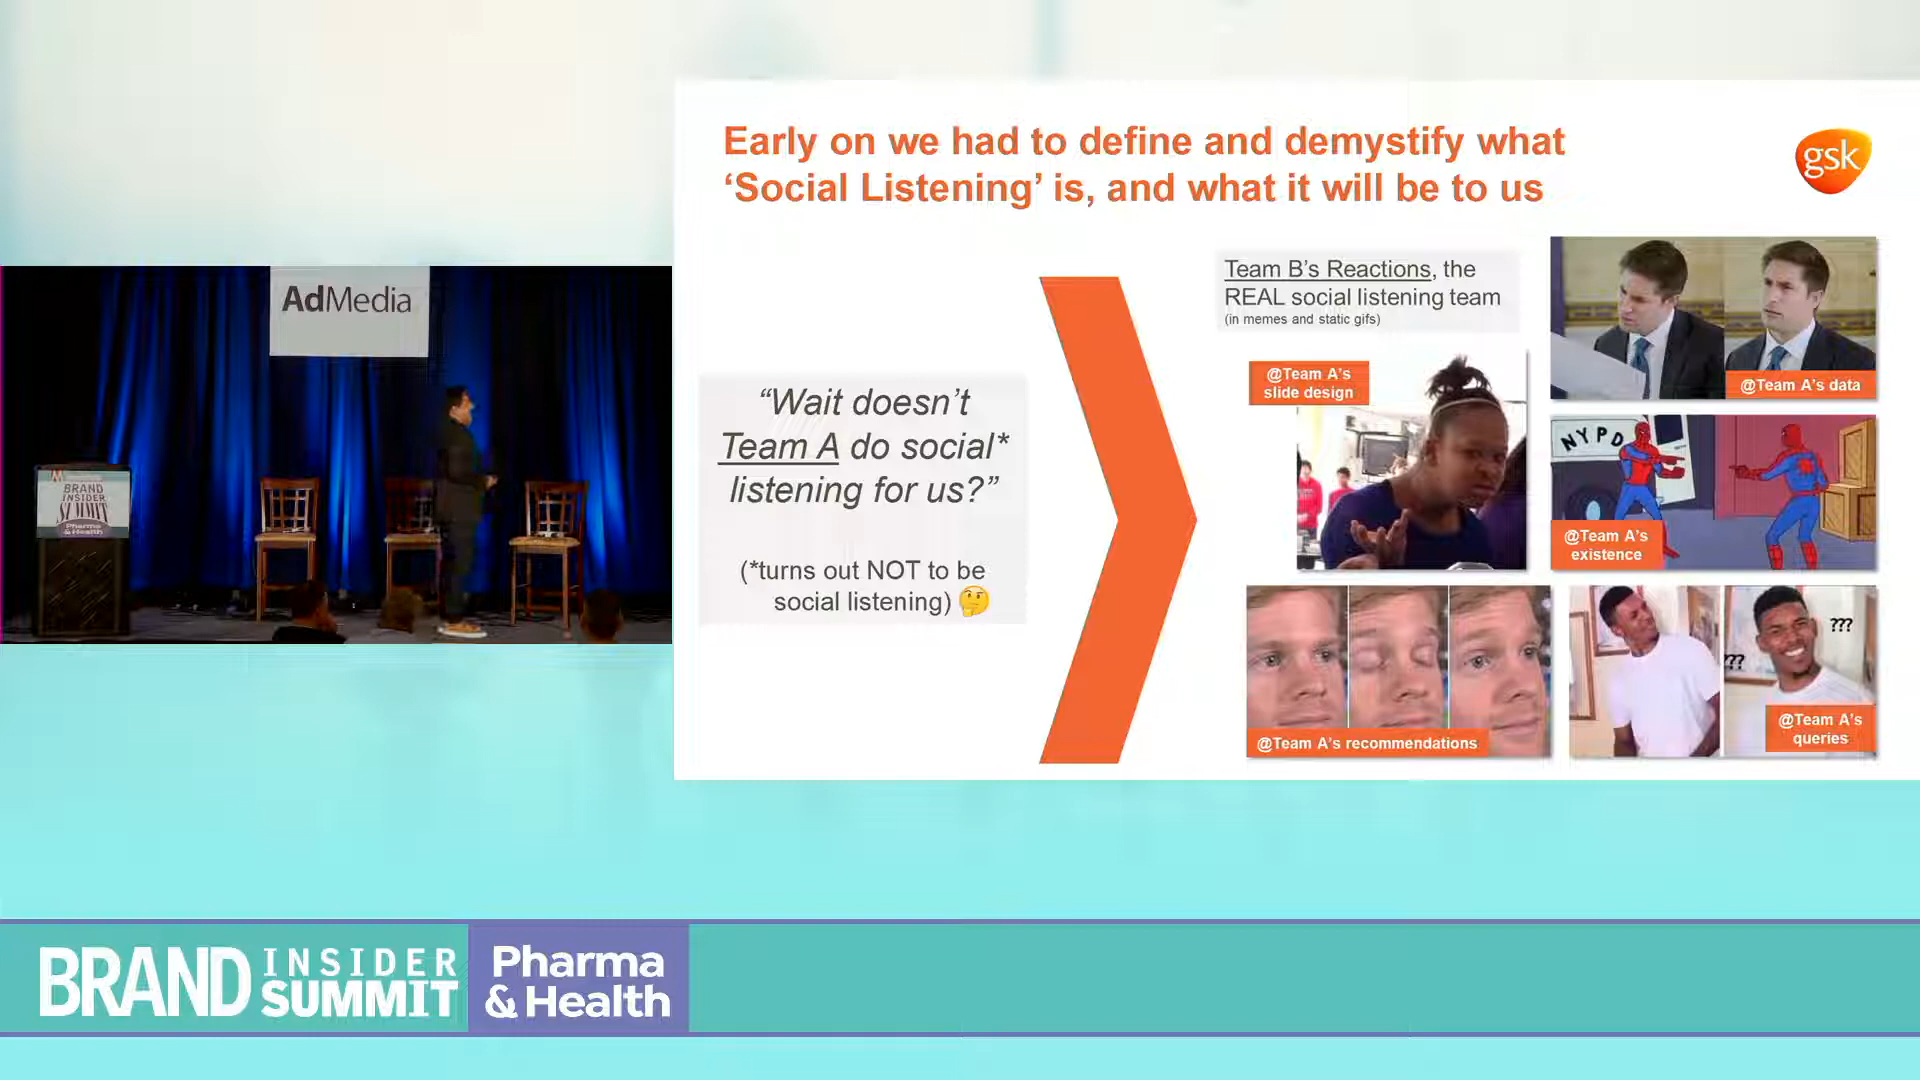 Early on we had to define and demystify what
‘Social Listening’ is, and what it will be to us
gsk
AdMedia
BRAND
INSIDER
SUMMIT
Pharma
& Health
“Wait doesn’t
Team A do social*
listening for us?”
(*turns out NOT to be
social listening) 🤔
Team B’s Reactions, the
REAL social listening team
(in memes and static gifs)
@Team A’s
slide design
@Team A’s data
NYPD
@Team A’s
existence
@Team A’s recommendations
???
???
@Team A’s
queries
BRAND INSIDER SUMMIT
Pharma
& Health